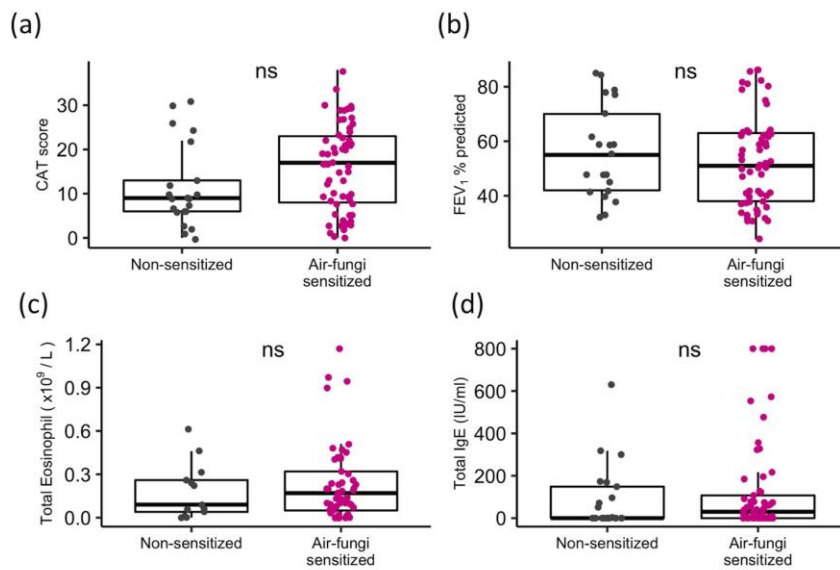 (a)
ns
CAT score
30
20
10
0
Non-sensitized
Air-fungi
sensitized
(b)
ns
FEV₁ % predicted
80
60
40
Non-sensitized
Air-fungi
sensitized
(c)
ns
Total Eosinophil ( x10⁹ / L )
1.2
0.9
0.6
0.3
0.0
Non-sensitized
Air-fungi
sensitized
(d)
ns
Total IgE (IU/ml)
800
600
400
200
0
Non-sensitized
Air-fungi
sensitized